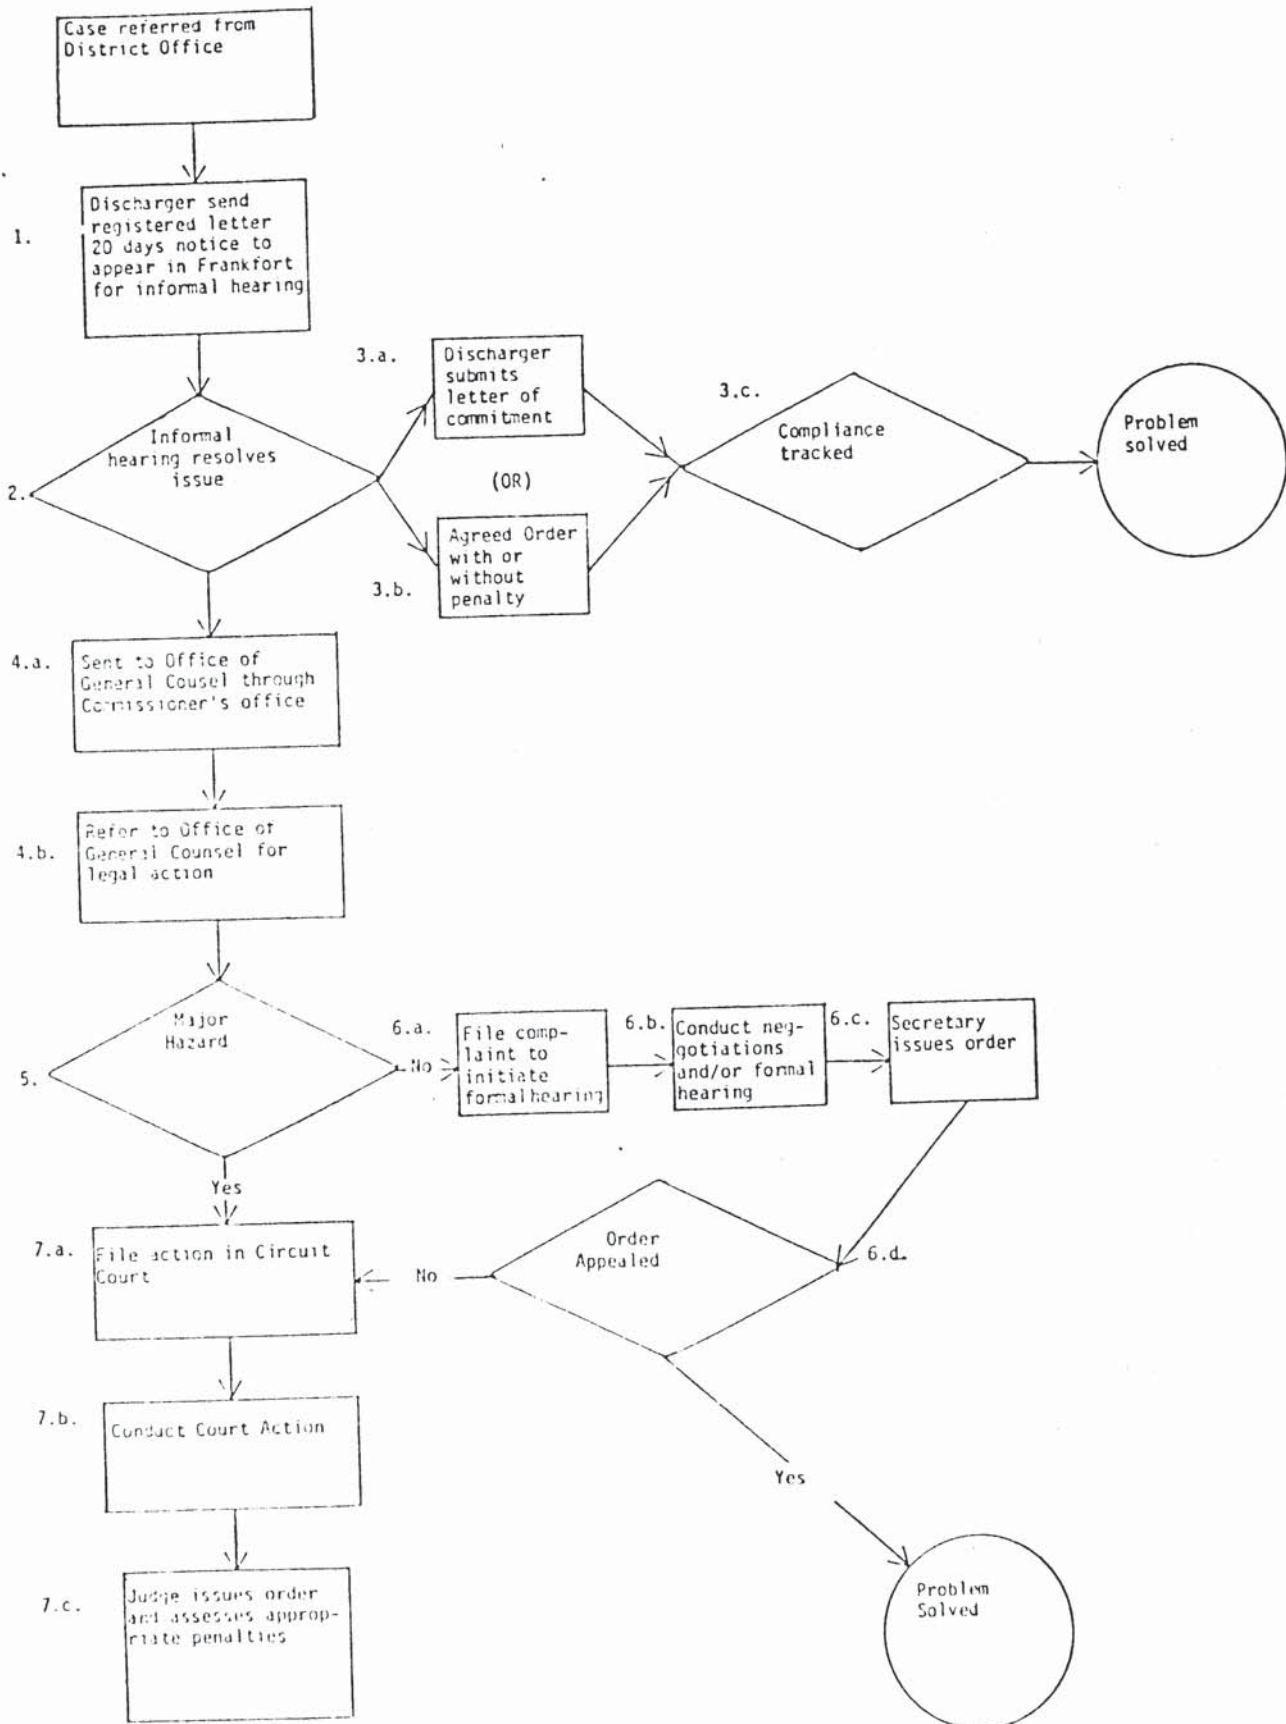 Case referred from
District Office
1.
Discharger send
registered letter
20 days notice to
appear in Frankfort
for informal hearing
2.
Informal
hearing resolves
issue
3.a.
Discharger
submits
letter of
commitment
(OR)
3.b.
Agreed Order
with or
without
penalty
3.c.
Compliance
tracked
Problem
solved
4.a.
Sent to Office of
General Cousel through
Commissioner's office
4.b.
Refer to Office of
General Counsel for
legal action
5.
Major
Hazard
No
6.a.
File comp-
laint to
initiate
formalhearing
6.b.
Conduct neg-
gotiations
and/or formal
hearing
6.c.
Secretary
issues order
6.d.
Order
Appealed
No
Yes
Yes
7.a.
File action in Circuit
Court
7.b.
Conduct Court Action
7.c.
Judge issues order
and assesses approp-
riate penalties
Problem
Solved